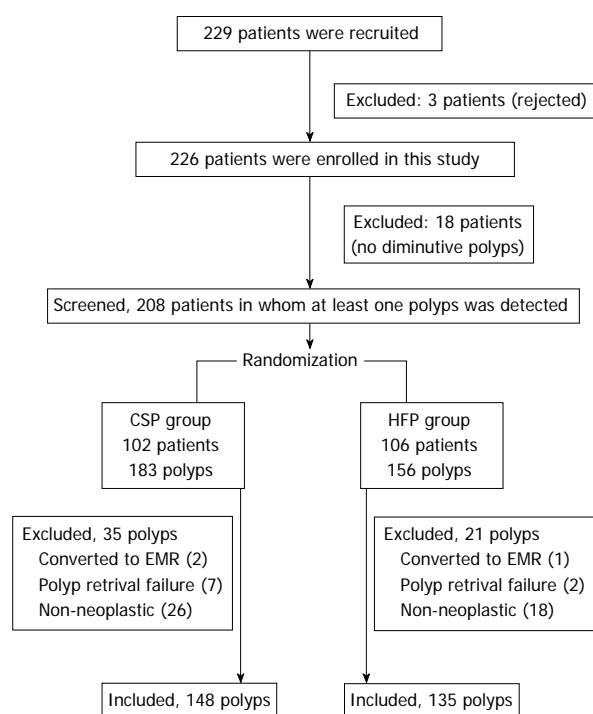 229 patients were recruited
Excluded: 3 patients (rejected)
226 patients were enrolled in this study
Excluded: 18 patients
(no diminutive polyps)
Screened, 208 patients in whom at least one polyps was detected
Randomization
CSP group
102 patients
183 polyps
HFP group
106 patients
156 polyps
Excluded, 35 polyps
Converted to EMR (2)
Polyp retrival failure (7)
Non-neoplastic (26)
Excluded, 21 polyps
Converted to EMR (1)
Polyp retrival failure (2)
Non-neoplastic (18)
Included, 148 polyps
Included, 135 polyps